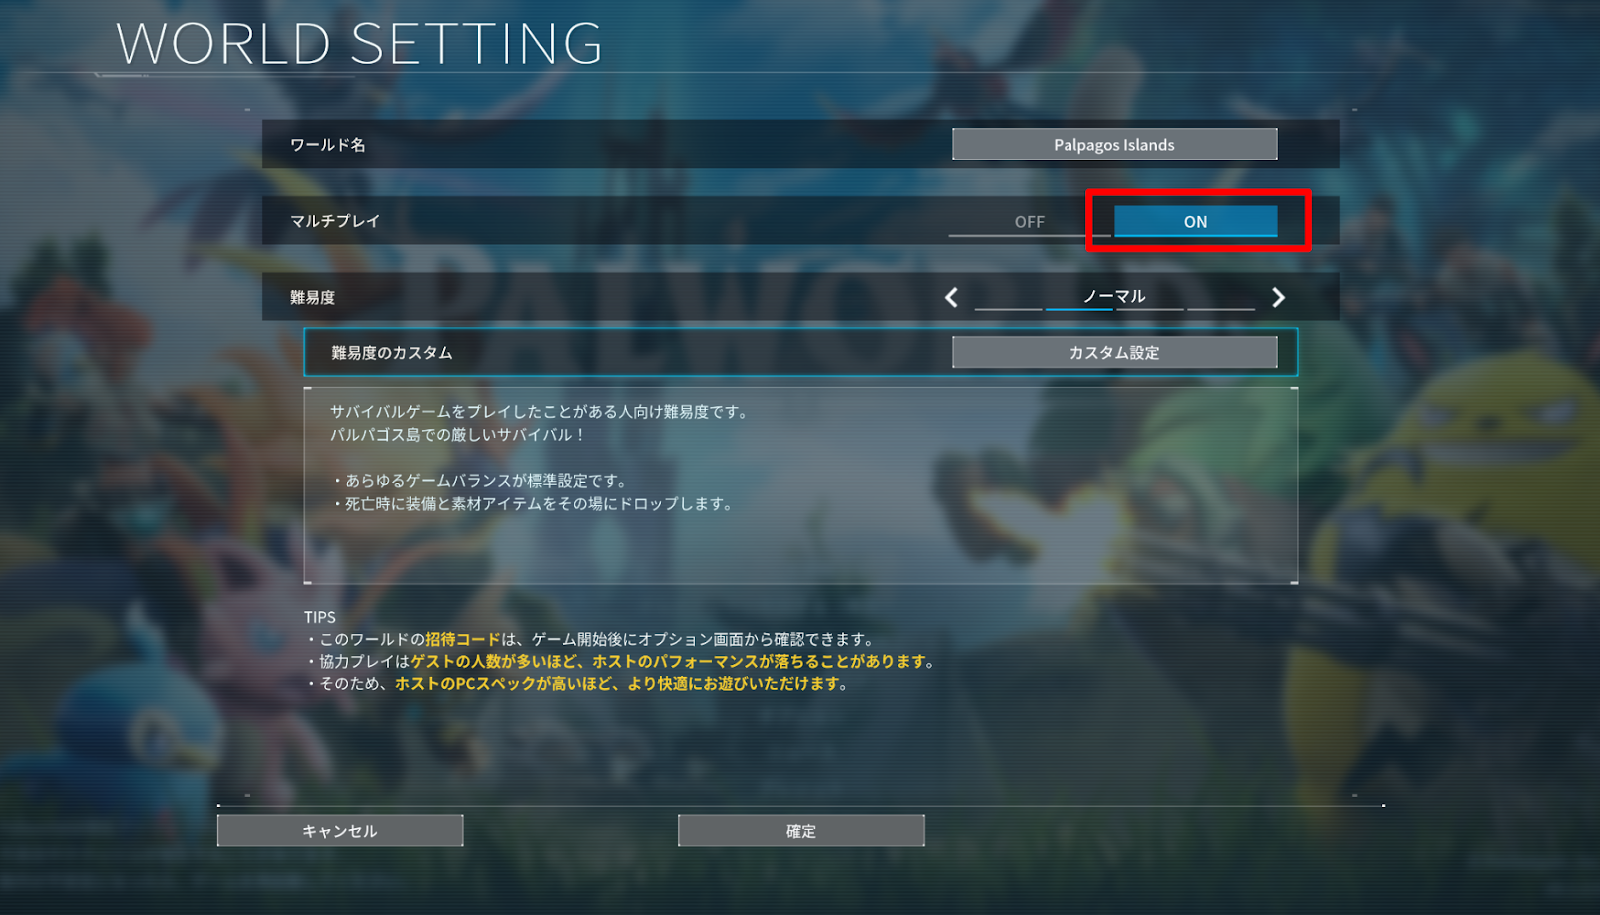 WORLD SETTING
ワールド名
Palpagos Islands
マルチプレイ
OFF
ON
難易度
ノーマル
難易度のカスタム
カスタム設定
サバイバルゲームをプレイしたことがある人向け難易度です。
パルパゴス島での厳しいサバイバル！
・あらゆるゲームバランスが標準設定です。
・死亡時に装備と素材アイテムをその場にドロップします。
TIPS
・このワールドの招待コードは、ゲーム開始後にオプション画面から確認できます。
・協力プレイはゲストの人数が多いほど、ホストのパフォーマンスが落ちることがあります。
・そのため、ホストのPCスペックが高いほど、より快適にお遊びいただけます。
キャンセル
確定
PALWORLD